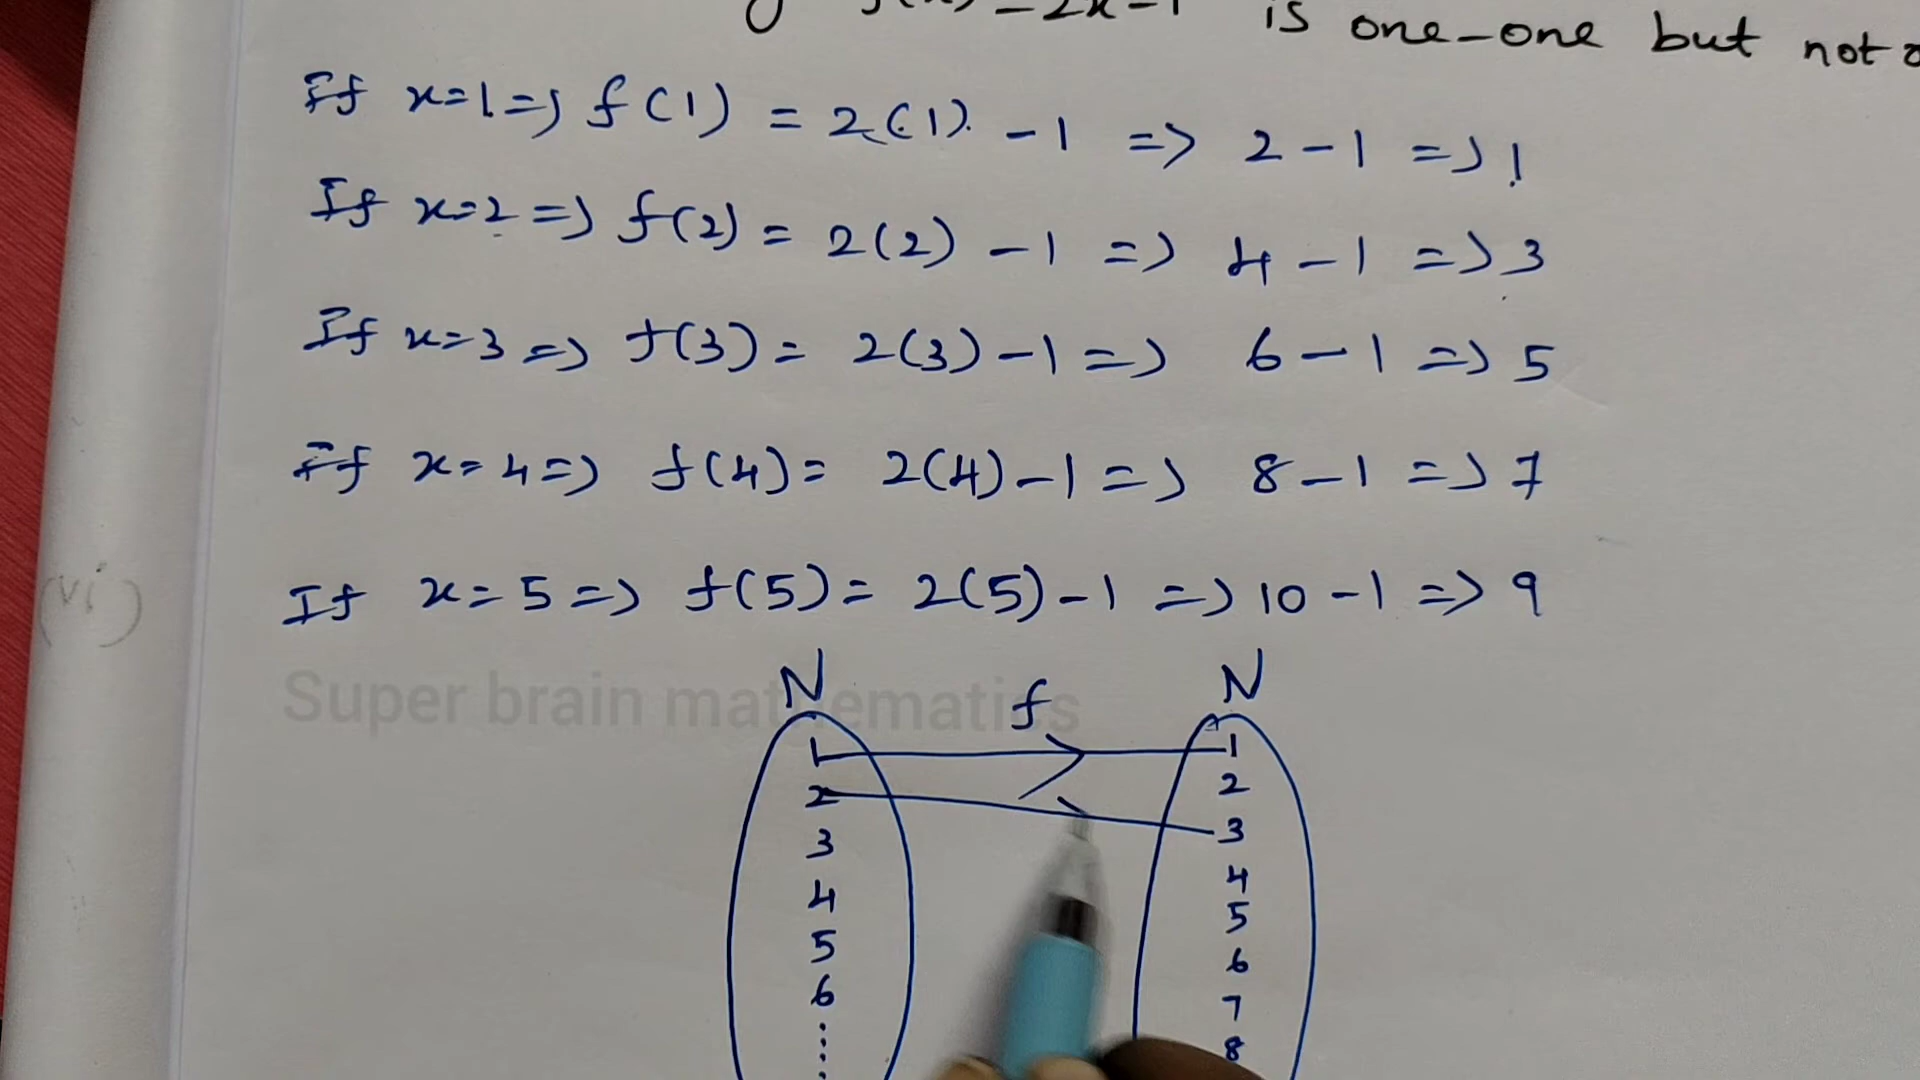 f(x) = 2x - 1 is one-one but not
If x=1 => f(1) = 2(1) - 1 => 2 - 1 => 1
If x=2 => f(2) = 2(2) - 1 => 4 - 1 => 3
If x=3 => f(3) = 2(3) - 1 => 6 - 1 => 5
If x=4 => f(4) = 2(4) - 1 => 8 - 1 => 7
(vi)
If x=5 => f(5) = 2(5) - 1 => 10 - 1 => 9
Super brain mathematics
N f N
1 1
2 2
3 3
4 4
5 5
6 6
7
8